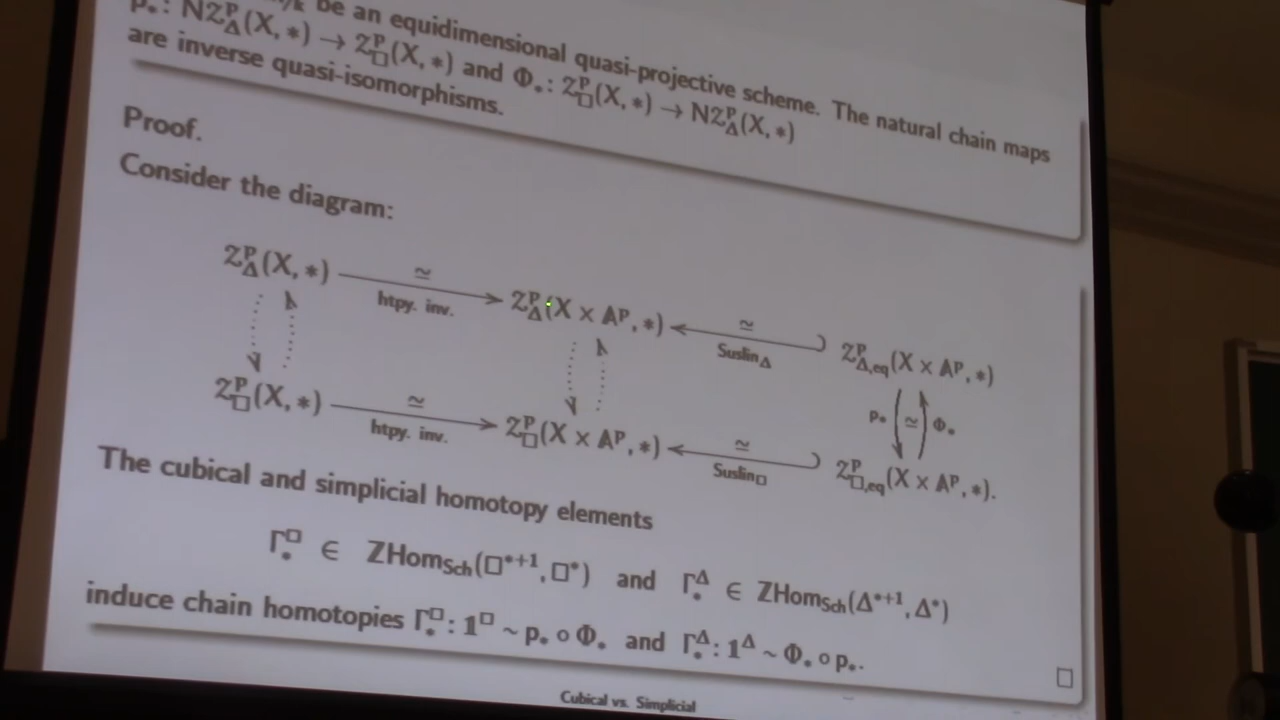 be an equidimensional quasi-projective scheme. The natural chain maps
p_•: NZ^p_Δ(X, *) → Z^p_□(X, *) and Φ_•: Z^p_□(X, *) → NZ^p_Δ(X, *)
are inverse quasi-isomorphisms.
Proof.
Consider the diagram:
Z^p_Δ(X, *) ≃ htpy. inv. Z^p_Δ(X × A^p, *) ≃ Suslin_Δ Z^p_{Δ,eq}(X × A^p, *)
p_• ≃ Φ_•
Z^p_□(X, *) ≃ htpy. inv. Z^p_□(X × A^p, *) ≃ Suslin_□ Z^p_{□,eq}(X × A^p, *).
The cubical and simplicial homotopy elements
Γ^□_• ∈ ZHom_Sch(□^{*+1}, □^*) and Γ^Δ_• ∈ ZHom_Sch(Δ^{*+1}, Δ^*)
induce chain homotopies Γ^□_•: 1^□ ~ p_• ∘ Φ_• and Γ^Δ_•: 1^Δ ~ Φ_• ∘ p_•.
□
Cubical vs. Simplicial